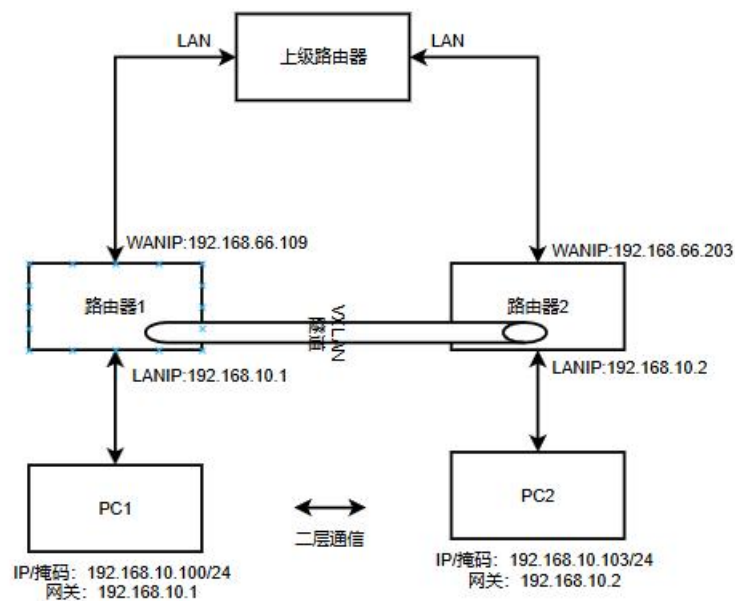 LAN
上级路由器
LAN
WANIP:192.168.66.109
WANIP:192.168.66.203
路由器1
VXLAN
隧道
路由器2
LANIP:192.168.10.1
LANIP:192.168.10.2
PC1
PC2
二层通信
IP/掩码：192.168.10.100/24
网关：192.168.10.1
IP/掩码：192.168.10.103/24
网关：192.168.10.2